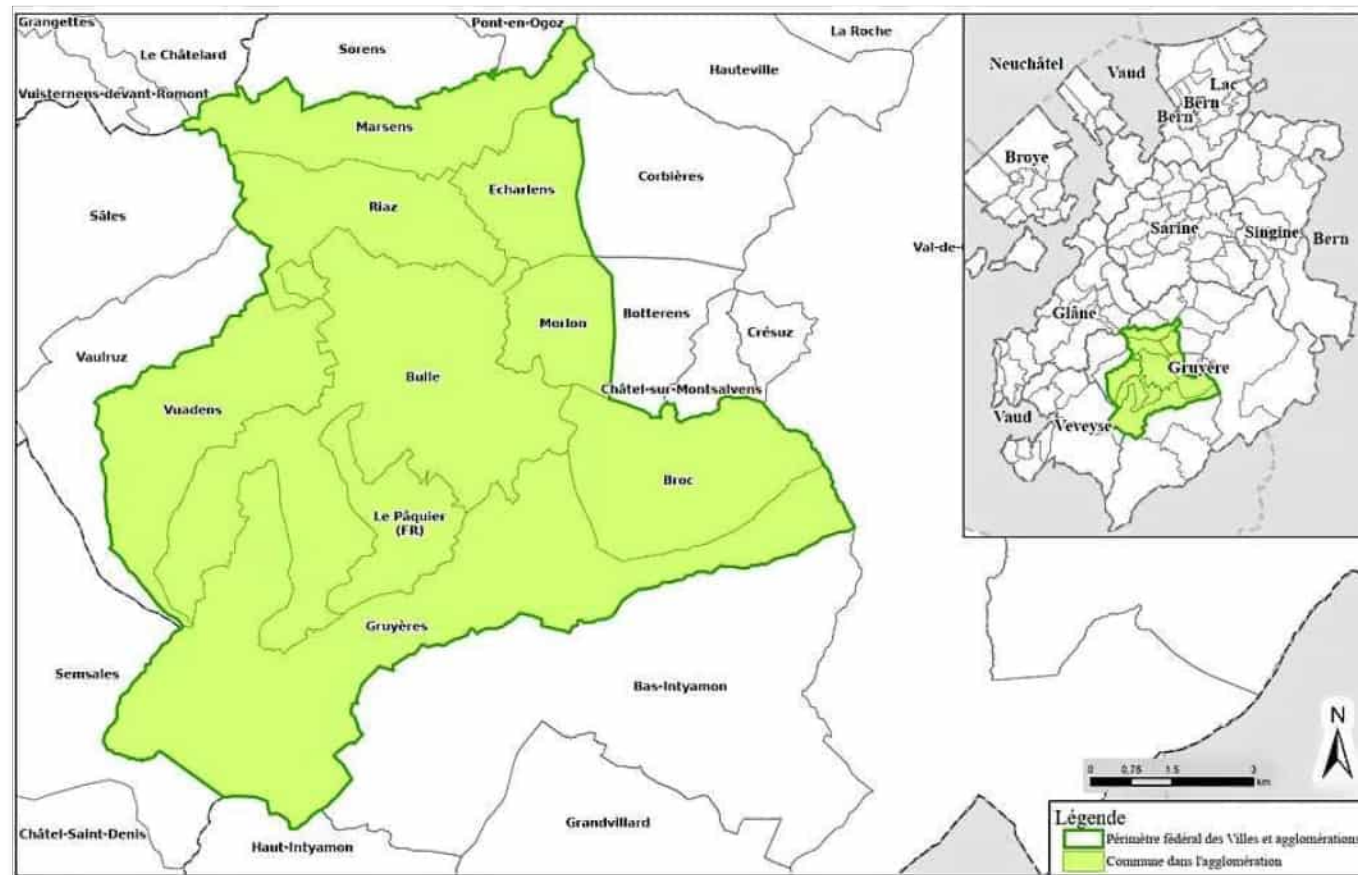 Grangettes
Pont-en-Ogoz
La Roche
Le Châtelard
Sorens
Hauteville
Vuisternens-devant-Romont
Marsens
Corbières
Echarlens
Riaz
Sâles
Val-de-
Botterens
Morlon
Crésuz
Vaulruz
Bulle
Châtel-sur-Montsalvens
Vuadens
Broc
Le Pâquier
(FR)
Gruyères
Semsales
Bas-Intyamon
Grandvillard
Châtel-Saint-Denis
Haut-Intyamon
Neuchâtel
Vaud
Lac
Bern
Bern
Broye
Sarine
Singine
Bern
Glâne
Gruyère
Vaud
Veveyse
N
0 0,75 1,5 3
km
Légende
Périmètre fédéral des Villes et agglomérations
Commune dans l'agglomération